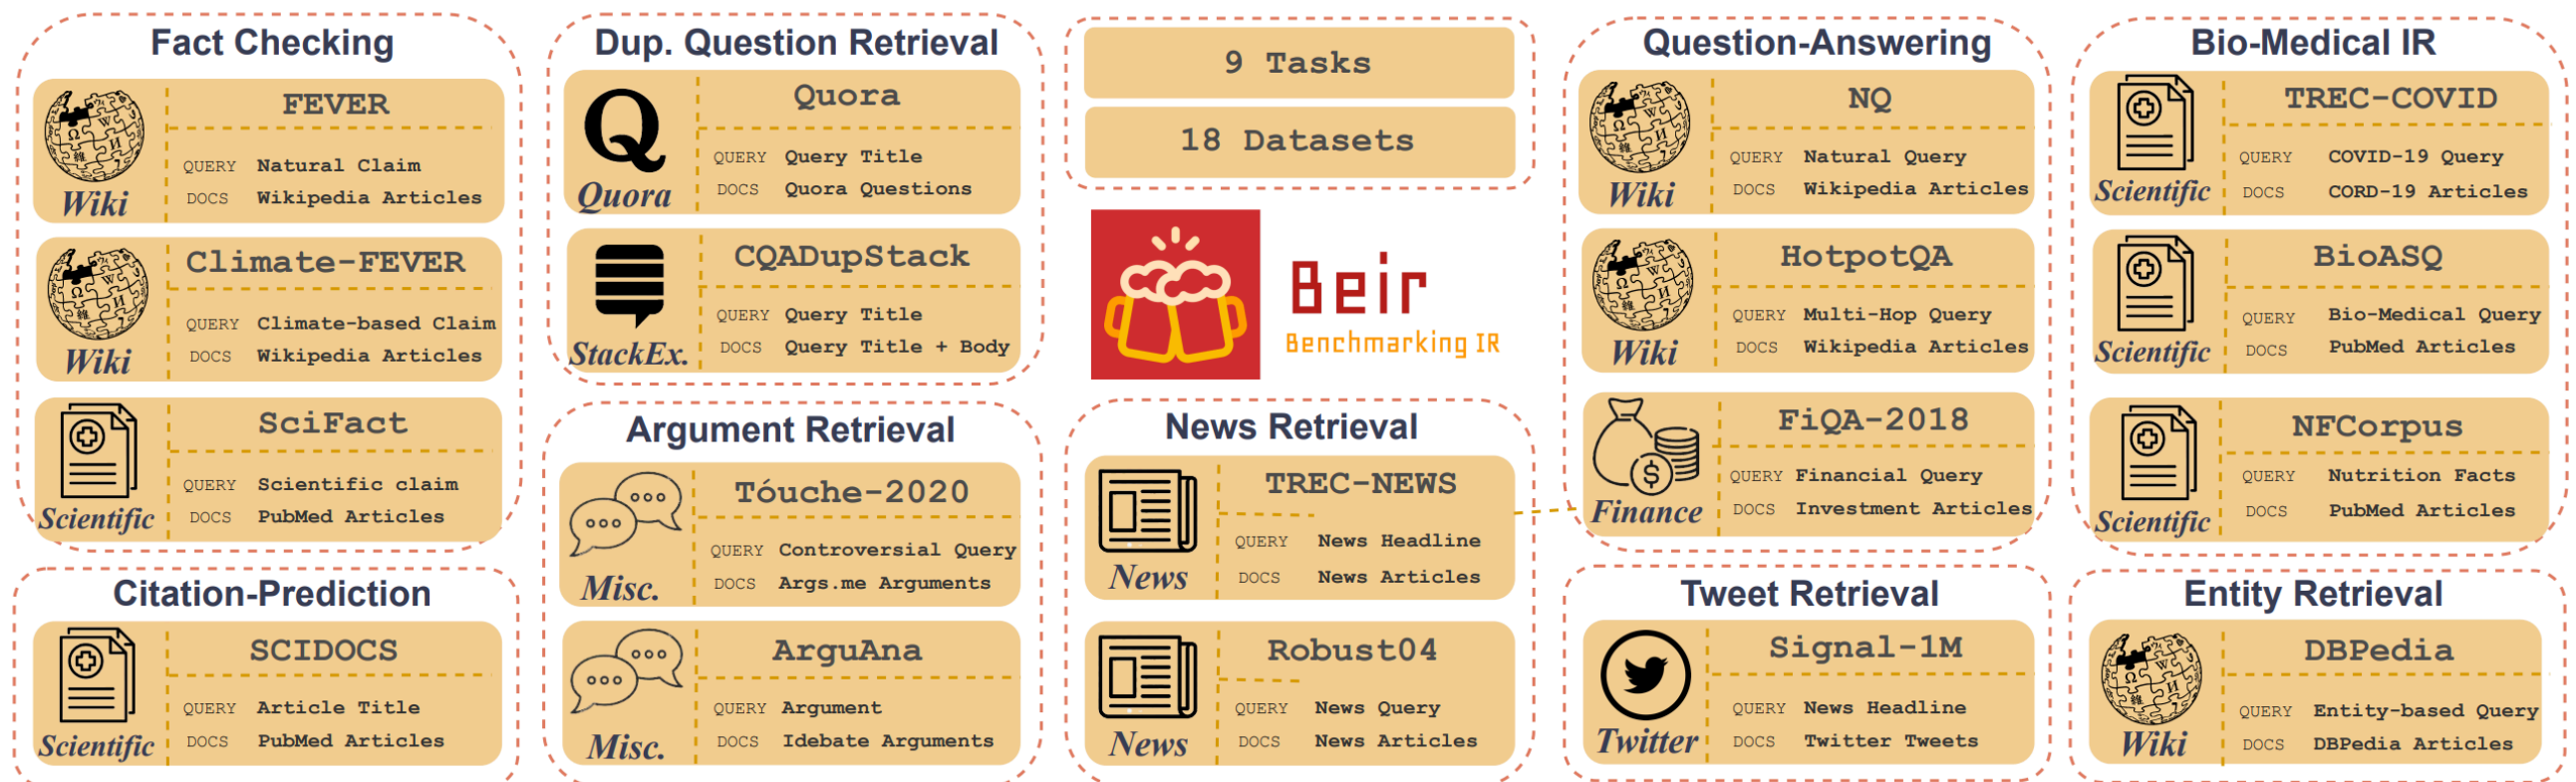 Fact Checking
FEVER
QUERY Natural Claim
DOCS Wikipedia Articles
Wiki
Climate-FEVER
QUERY Climate-based Claim
DOCS Wikipedia Articles
Wiki
SciFact
QUERY Scientific claim
DOCS PubMed Articles
Scientific
Citation-Prediction
SCIDOCS
QUERY Article Title
DOCS PubMed Articles
Scientific
Dup. Question Retrieval
Quora
QUERY Query Title
DOCS Quora Questions
Q
Quora
CQADupStack
QUERY Query Title
DOCS Query Title + Body
StackEx.
Argument Retrieval
Tóuche-2020
QUERY Controversial Query
DOCS Args.me Arguments
Misc.
ArguAna
QUERY Argument
DOCS Idebate Arguments
Misc.
9 Tasks
18 Datasets
Beir
Benchmarking IR
News Retrieval
TREC-NEWS
QUERY News Headline
DOCS News Articles
News
Robust04
QUERY News Query
DOCS News Articles
News
Question-Answering
NQ
QUERY Natural Query
DOCS Wikipedia Articles
Wiki
HotpotQA
QUERY Multi-Hop Query
DOCS Wikipedia Articles
Wiki
FiQA-2018
QUERY Financial Query
DOCS Investment Articles
$
Finance
Tweet Retrieval
Signal-1M
QUERY News Headline
DOCS Twitter Tweets
Twitter
Bio-Medical IR
TREC-COVID
QUERY COVID-19 Query
DOCS CORD-19 Articles
Scientific
BioASQ
QUERY Bio-Medical Query
DOCS PubMed Articles
Scientific
NFCorpus
QUERY Nutrition Facts
DOCS PubMed Articles
Scientific
Entity Retrieval
DBPedia
QUERY Entity-based Query
DOCS DBPedia Articles
Wiki